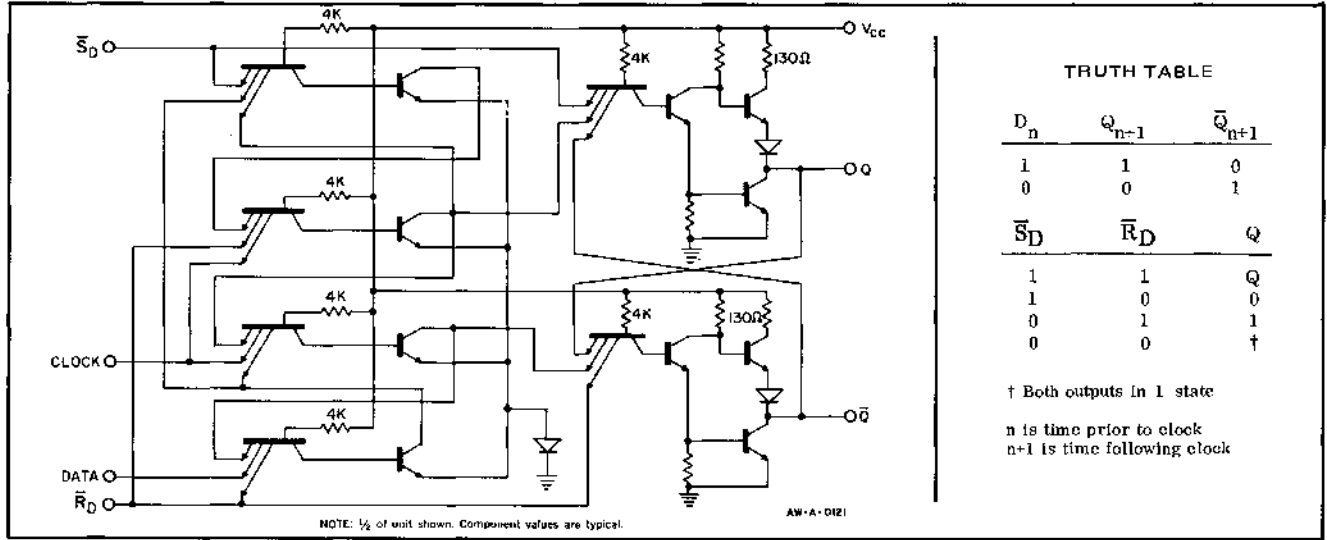 S̅D
4K
VCC
4K
130Ω
4K
Q
4K
4K
130Ω
CLOCK
4K
Q̅
DATA
R̅D
NOTE: ½ of unit shown. Component values are typical.
AW-A-0121
TRUTH TABLE
Dn Qn+1 Q̅n+1
1 1 0
0 0 1
S̅D R̅D Q
1 1 Q
1 0 0
0 1 1
0 0 †
† Both outputs in 1 state
n is time prior to clock
n+1 is time following clock